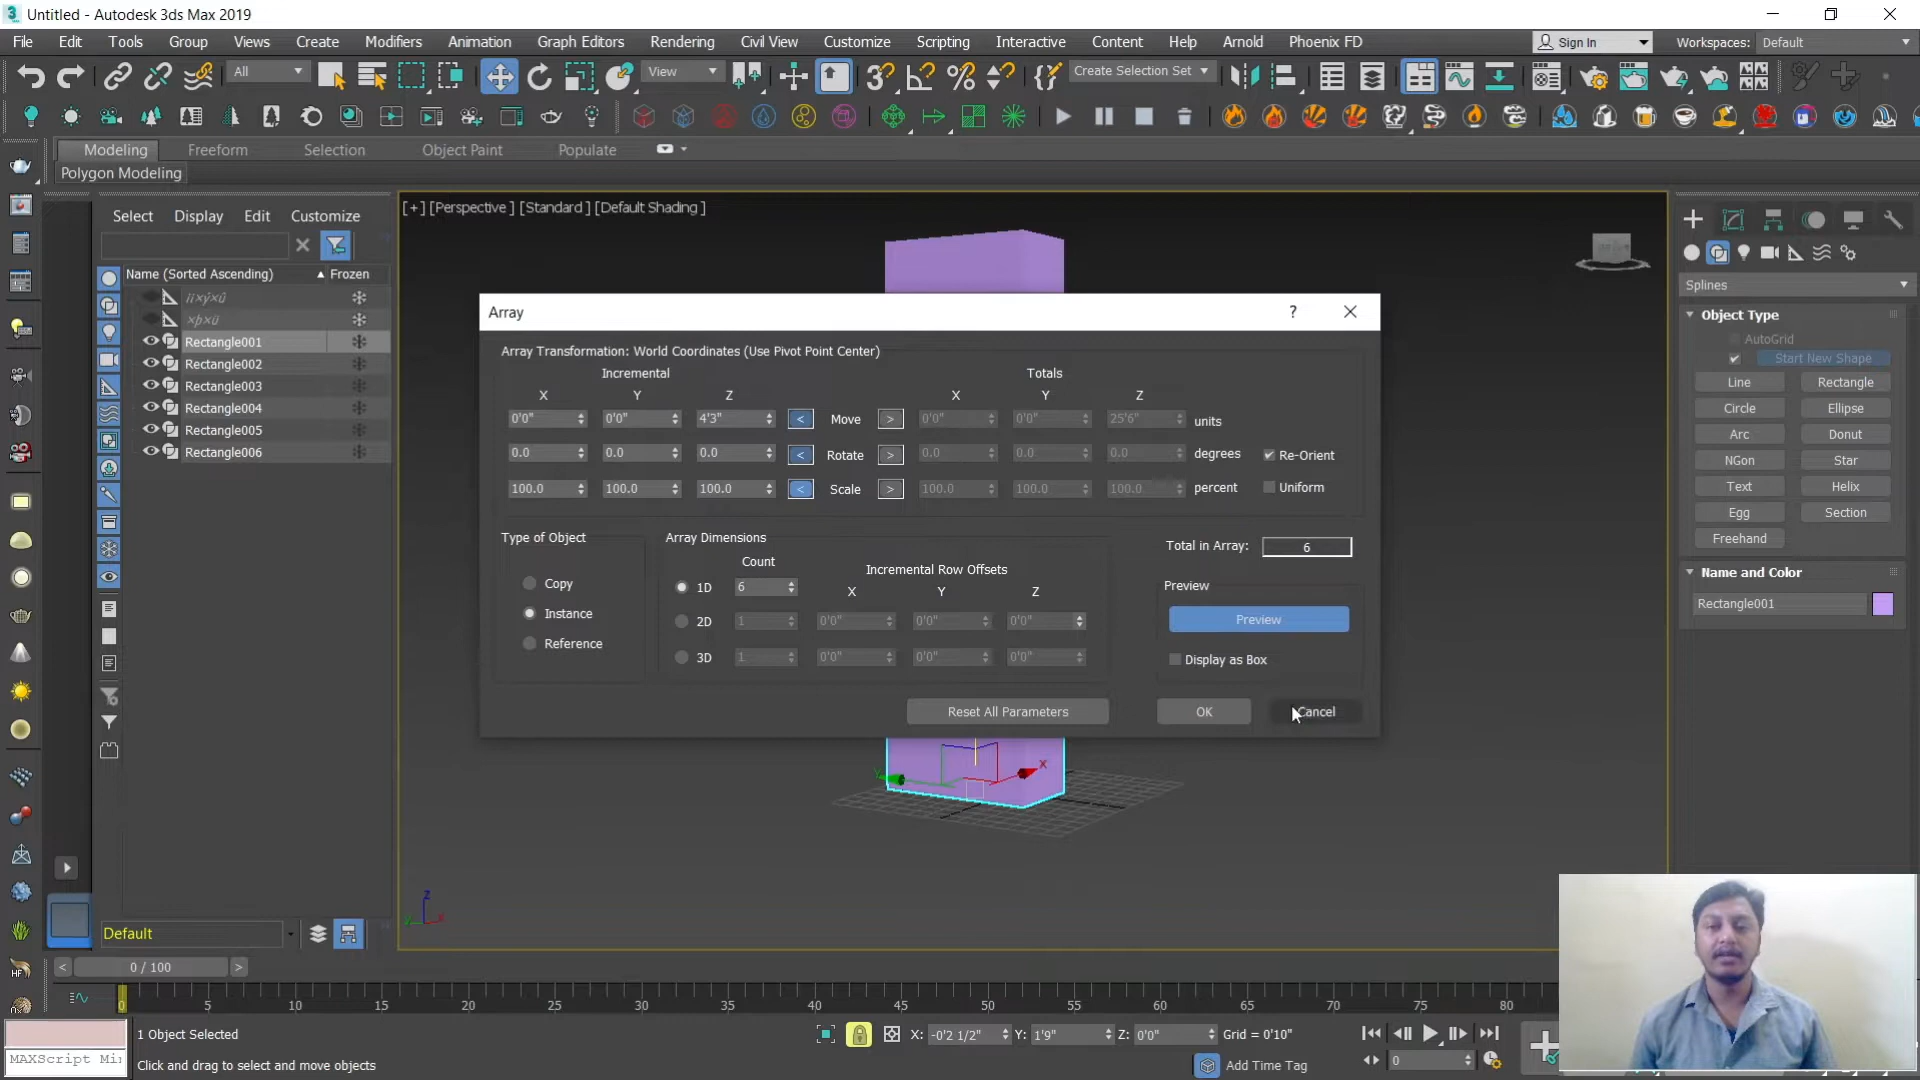 Untitled - Autodesk 3ds Max 2019
File Edit Tools Group Views Create Modifiers Animation Graph Editors Rendering Civil View Customize Scripting Interactive Content Help Arnold Phoenix FD Sign In Workspaces: Default
All View Create Selection Set
Modeling Freeform Selection Object Paint Populate
Polygon Modeling
Select Display Edit Customize
[+] [Perspective ] [Standard ] [Default Shading ]
Name (Sorted Ascending) Frozen
Rectangle001
Rectangle002
Rectangle003
Rectangle004
Rectangle005
Rectangle006
Default
Array
?
Array Transformation: World Coordinates (Use Pivot Point Center)
Incremental Totals
X Y Z X Y Z
0'0" 0'0" 4'3" < Move > 0'0" 0'0" 25'6" units
0.0 0.0 0.0 < Rotate > 0.0 0.0 0.0 degrees Re-Orient
100.0 100.0 100.0 < Scale > 100.0 100.0 100.0 percent Uniform
Type of Object
Copy
Instance
Reference
Array Dimensions
Count
Incremental Row Offsets
X Y Z
1D 6
2D 1 0'0" 0'0" 0'0"
3D 1 0'0" 0'0" 0'0"
Total in Array: 6
Preview
Preview
Display as Box
Reset All Parameters OK Cancel
Y X
Z
Y X
Splines
Object Type
AutoGrid
Start New Shape
Line Rectangle
Circle Ellipse
Arc Donut
NGon Star
Text Helix
Egg Section
Freehand
Name and Color
Rectangle001
< 0 / 100 >
0 5 10 15 20 25 30 35 40 45 50 55 60 65 70 75 80
1 Object Selected
X: -0'2 1/2" Y: 1'9" Z: 0'0" Grid = 0'10"
MAXScript Mi
Click and drag to select and move objects
Add Time Tag
0